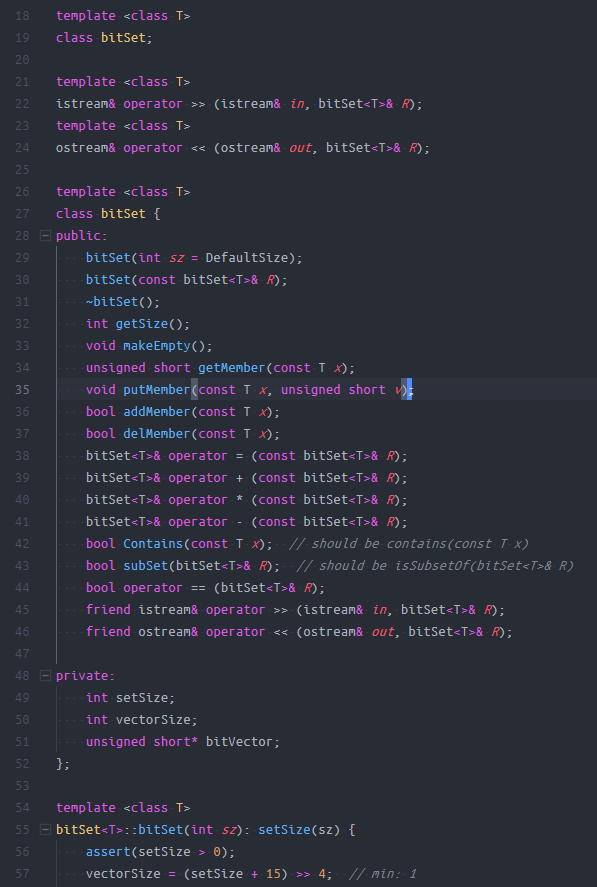 18 template <class T>
19 class bitSet;
20
21 template <class T>
22 istream& operator >> (istream& in, bitSet<T>& R);
23 template <class T>
24 ostream& operator << (ostream& out, bitSet<T>& R);
25
26 template <class T>
27 class bitSet {
28 public:
29     bitSet(int sz = DefaultSize);
30     bitSet(const bitSet<T>& R);
31     ~bitSet();
32     int getSize();
33     void makeEmpty();
34     unsigned short getMember(const T x);
35     void putMember(const T x, unsigned short v);
36     bool addMember(const T x);
37     bool delMember(const T x);
38     bitSet<T>& operator = (const bitSet<T>& R);
39     bitSet<T>& operator + (const bitSet<T>& R);
40     bitSet<T>& operator * (const bitSet<T>& R);
41     bitSet<T>& operator - (const bitSet<T>& R);
42     bool Contains(const T x);  // should be contains(const T x)
43     bool subSet(bitSet<T>& R);  // should be isSubsetOf(bitSet<T>& R)
44     bool operator == (bitSet<T>& R);
45     friend istream& operator >> (istream& in, bitSet<T>& R);
46     friend ostream& operator << (ostream& out, bitSet<T>& R);
47
48 private:
49     int setSize;
50     int vectorSize;
51     unsigned short* bitVector;
52 };
53
54 template <class T>
55 bitSet<T>::bitSet(int sz): setSize(sz) {
56     assert(setSize > 0);
57     vectorSize = (setSize + 15) >> 4;  // min: 1